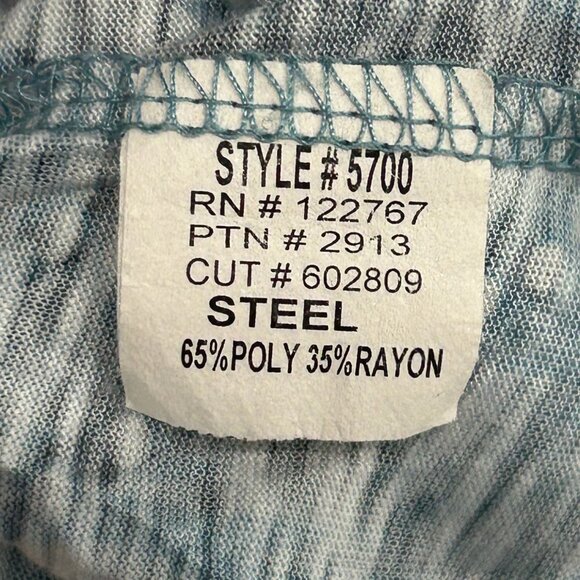 STYLE # 5700
RN # 122767
PTN # 2913
CUT # 602809
STEEL
65%POLY 35%RAYON